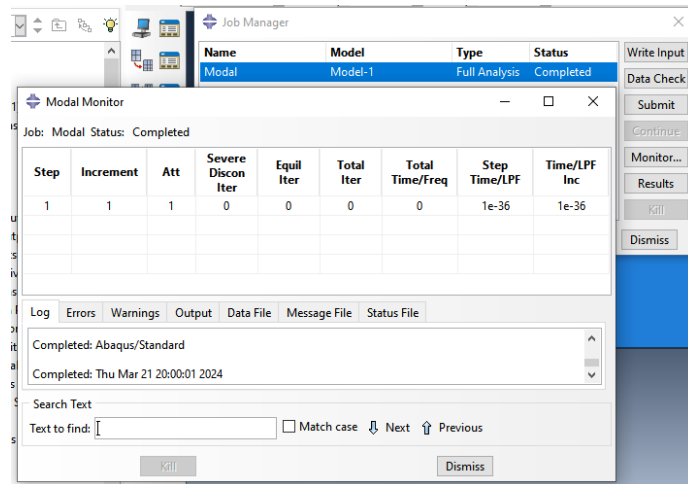 Job Manager
Name Model Type Status
Modal Model-1 Full Analysis Completed
Write Input
Data Check
Submit
Continue
Monitor...
Results
Kill
Dismiss
Modal Monitor
Job: Modal Status: Completed
Step Increment Att Severe Discon Iter Equil Iter Total Iter Total Time/Freq Step Time/LPF Time/LPF Inc
1 1 1 0 0 0 0 1e-36 1e-36
Log Errors Warnings Output Data File Message File Status File
Completed: Abaqus/Standard
Completed: Thu Mar 21 20:00:01 2024
Search Text
Text to find: Match case Next Previous
Kill Dismiss